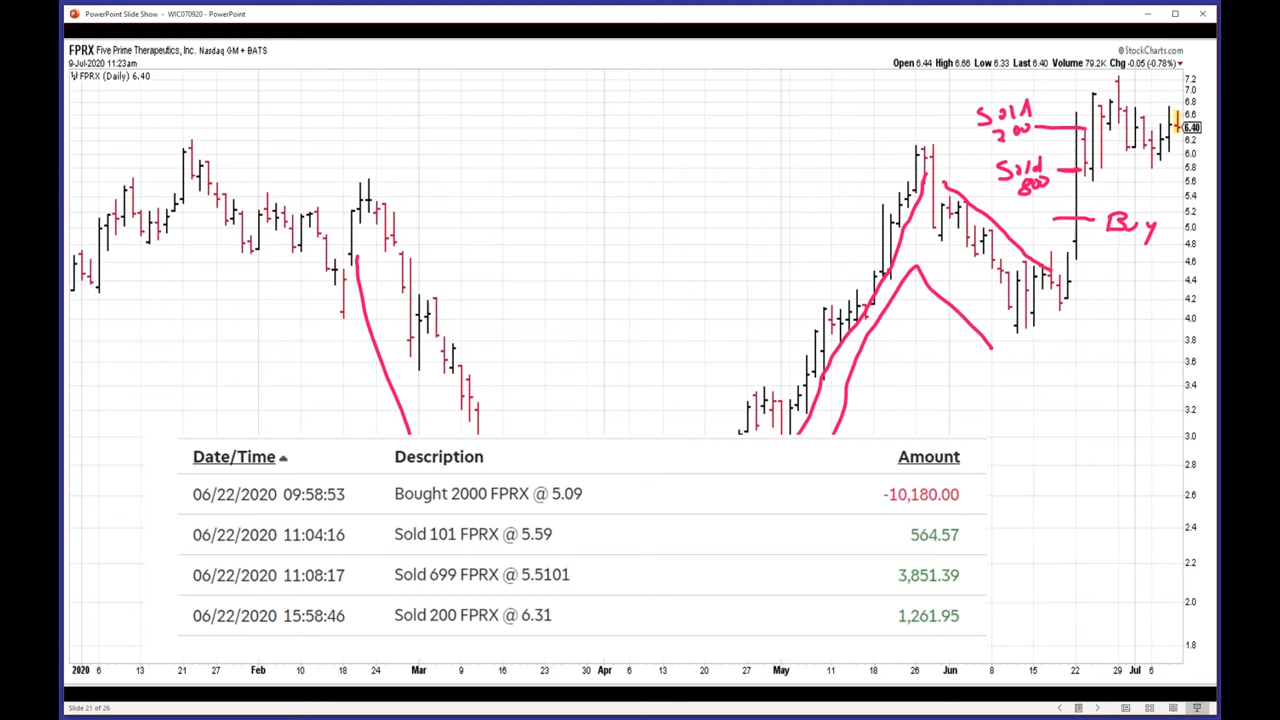 PowerPoint Slide Show - WIC070920 - PowerPoint
FPRX Five Prime Therapeutics, Inc. Nasdaq GM + BATS
© StockCharts.com
9-Jul-2020 11:23am
Open 6.44 High 6.66 Low 6.33 Last 6.40 Volume 79.2K Chg -0.05 (-0.78%)
FPRX (Daily) 6.40
7.2
7.0
6.8
6.6
6.40
6.2
6.0
5.8
5.6
5.4
5.2
5.0
4.8
4.6
4.4
4.2
4.0
3.8
3.6
3.4
3.2
3.0
2.8
2.6
2.4
2.2
2.0
1.8
Sold
200
Sold
800
Buy
Date/Time Description Amount
06/22/2020 09:58:53 Bought 2000 FPRX @ 5.09 -10,180.00
06/22/2020 11:04:16 Sold 101 FPRX @ 5.59 564.57
06/22/2020 11:08:17 Sold 699 FPRX @ 5.5101 3,851.39
06/22/2020 15:58:46 Sold 200 FPRX @ 6.31 1,261.95
2020 6 13 21 27 Feb 10 18 24 Mar 9 16 23 30 Apr 13 20 27 May 11 18 26 Jun 8 15 22 29 Jul 6
Slide 21 of 26